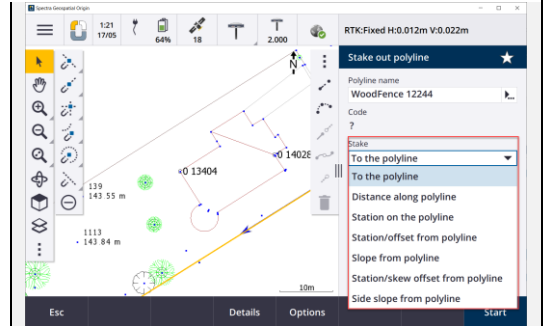 Spectra Geospatial Origin
1:21
17/05
64%
18
T
T
2.000
RTK:Fixed H:0.012m V:0.022m
Stake out polyline
Polyline name
WoodFence 12244
Code
?
Stake
To the polyline
To the polyline
Distance along polyline
Station on the polyline
Station/offset from polyline
Slope from polyline
Station/skew offset from polyline
Side slope from polyline
N
0 13404
0 14028
139
143 55 m
1113
143 84 m
10m
Esc
Details
Options
Start